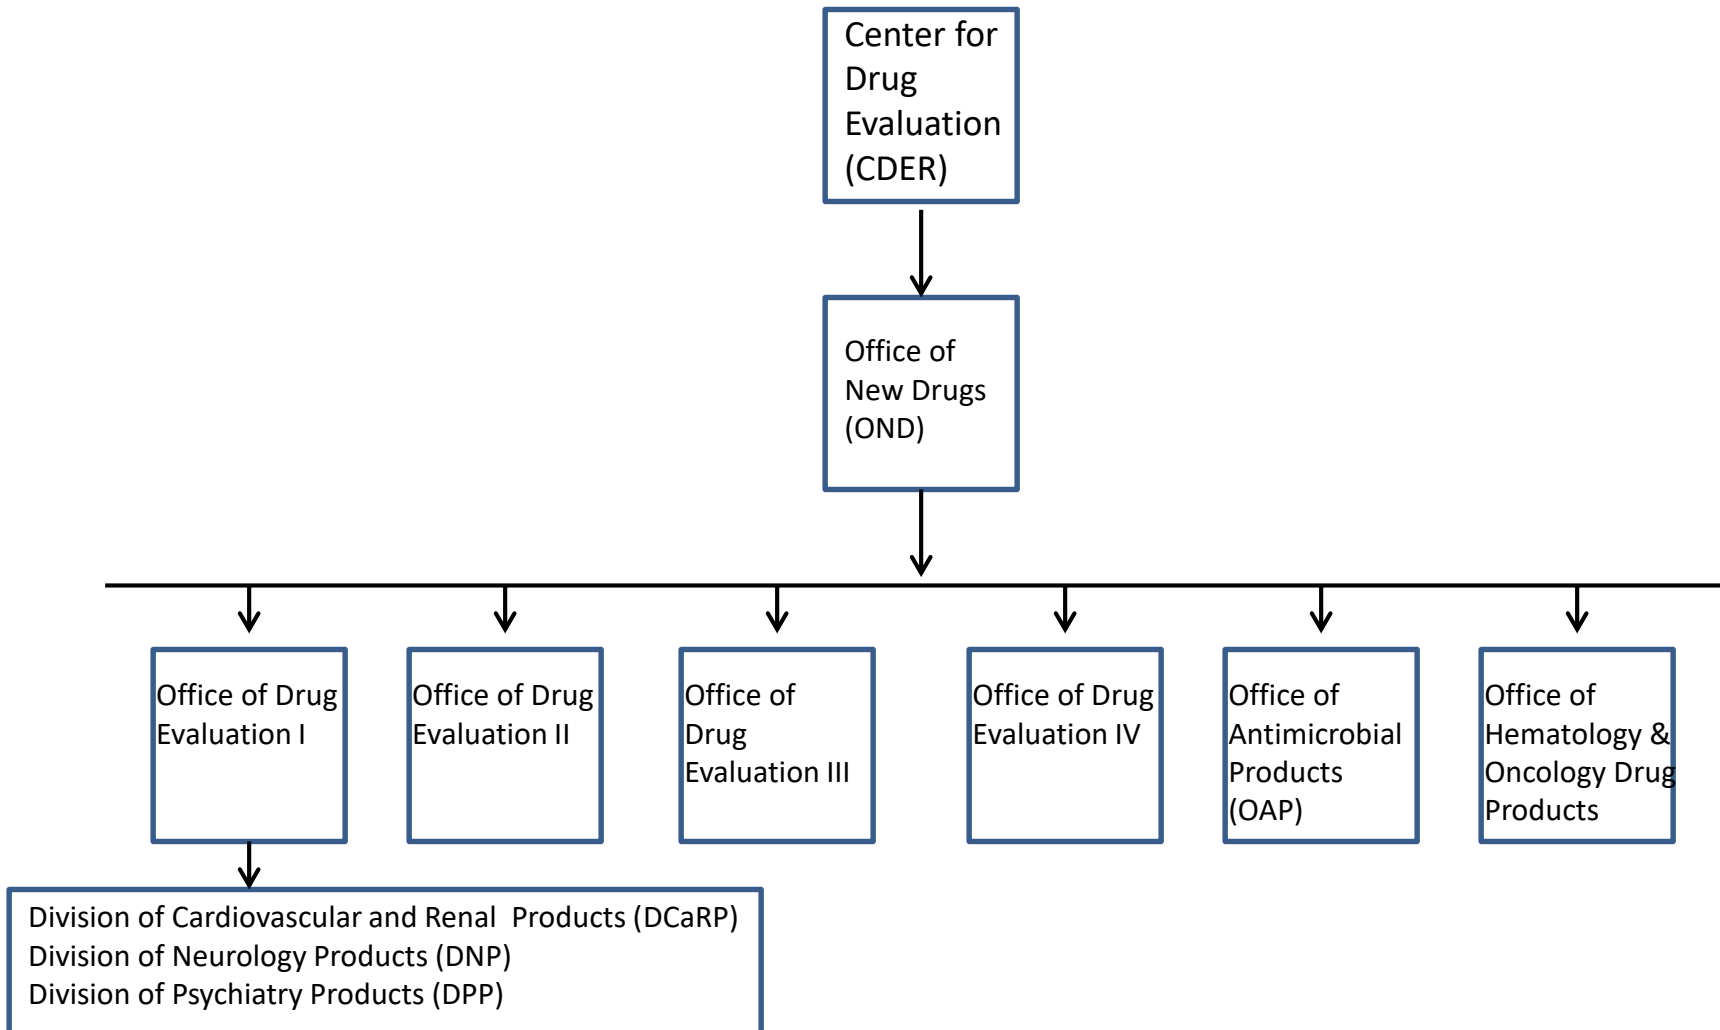 Center for
Drug
Evaluation
(CDER)
Office of
New Drugs
(OND)
Office of Drug
Evaluation I
Office of Drug
Evaluation II
Office of
Drug
Evaluation III
Office of Drug
Evaluation IV
Office of
Antimicrobial
Products
(OAP)
Office of
Hematology &
Oncology Drug
Products
Division of Cardiovascular and Renal  Products (DCaRP)
Division of Neurology Products (DNP)
Division of Psychiatry Products (DPP)